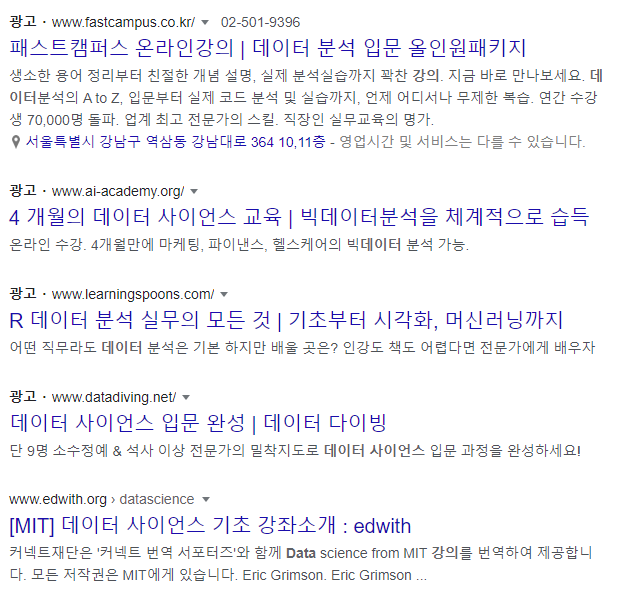 광고 · www.fastcampus.co.kr/ 02-501-9396
패스트캠퍼스 온라인강의 | 데이터 분석 입문 올인원패키지
생소한 용어 정리부터 친절한 개념 설명, 실제 분석실습까지 꽉찬 강의. 지금 바로 만나보세요. 데
이터분석의 A to Z, 입문부터 실제 코드 분석 및 실습까지, 언제 어디서나 무제한 복습. 연간 수강
생 70,000명 돌파. 업계 최고 전문가의 스킬. 직장인 실무교육의 명가.
서울특별시 강남구 역삼동 강남대로 364 10,11층 - 영업시간 및 서비스는 다를 수 있습니다.
광고 · www.ai-academy.org/
4 개월의 데이터 사이언스 교육 | 빅데이터분석을 체계적으로 습득
온라인 수강. 4개월만에 마케팅, 파이낸스, 헬스케어의 빅데이터 분석 가능.
광고 · www.learningspoons.com/
R 데이터 분석 실무의 모든 것 | 기초부터 시각화, 머신러닝까지
어떤 직무라도 데이터 분석은 기본 하지만 배울 곳은? 인강도 책도 어렵다면 전문가에게 배우자
광고 · www.datadiving.net/
데이터 사이언스 입문 완성 | 데이터 다이빙
단 9명 소수정예 & 석사 이상 전문가의 밀착지도로 데이터 사이언스 입문 과정을 완성하세요!
www.edwith.org › datascience
[MIT] 데이터 사이언스 기초 강좌소개 : edwith
커넥트재단은 '커넥트 번역 서포터즈'와 함께 Data science from MIT 강의를 번역하여 제공합니
다. 모든 저작권은 MIT에게 있습니다. Eric Grimson. Eric Grimson ...